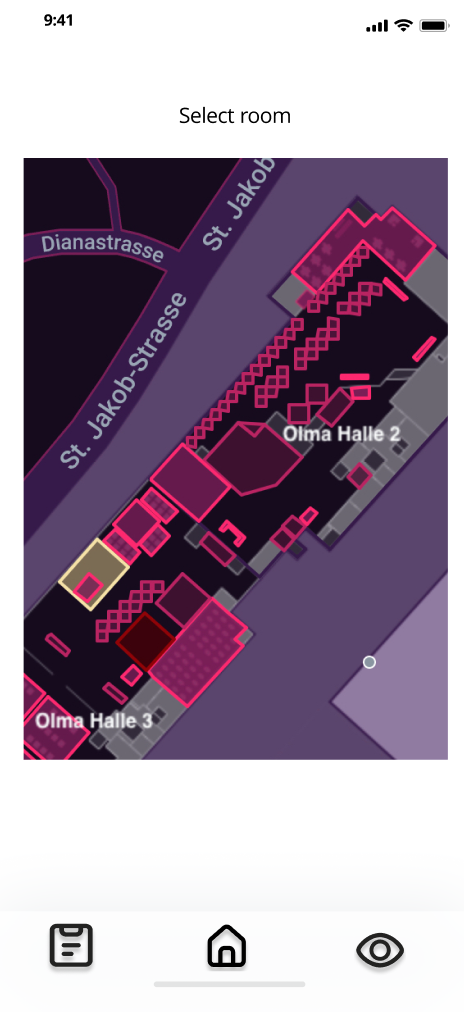 9:41
Select room
St. Jakob
Dianastrasse
St. Jakob-Strasse
Olma Halle 2
Olma Halle 3